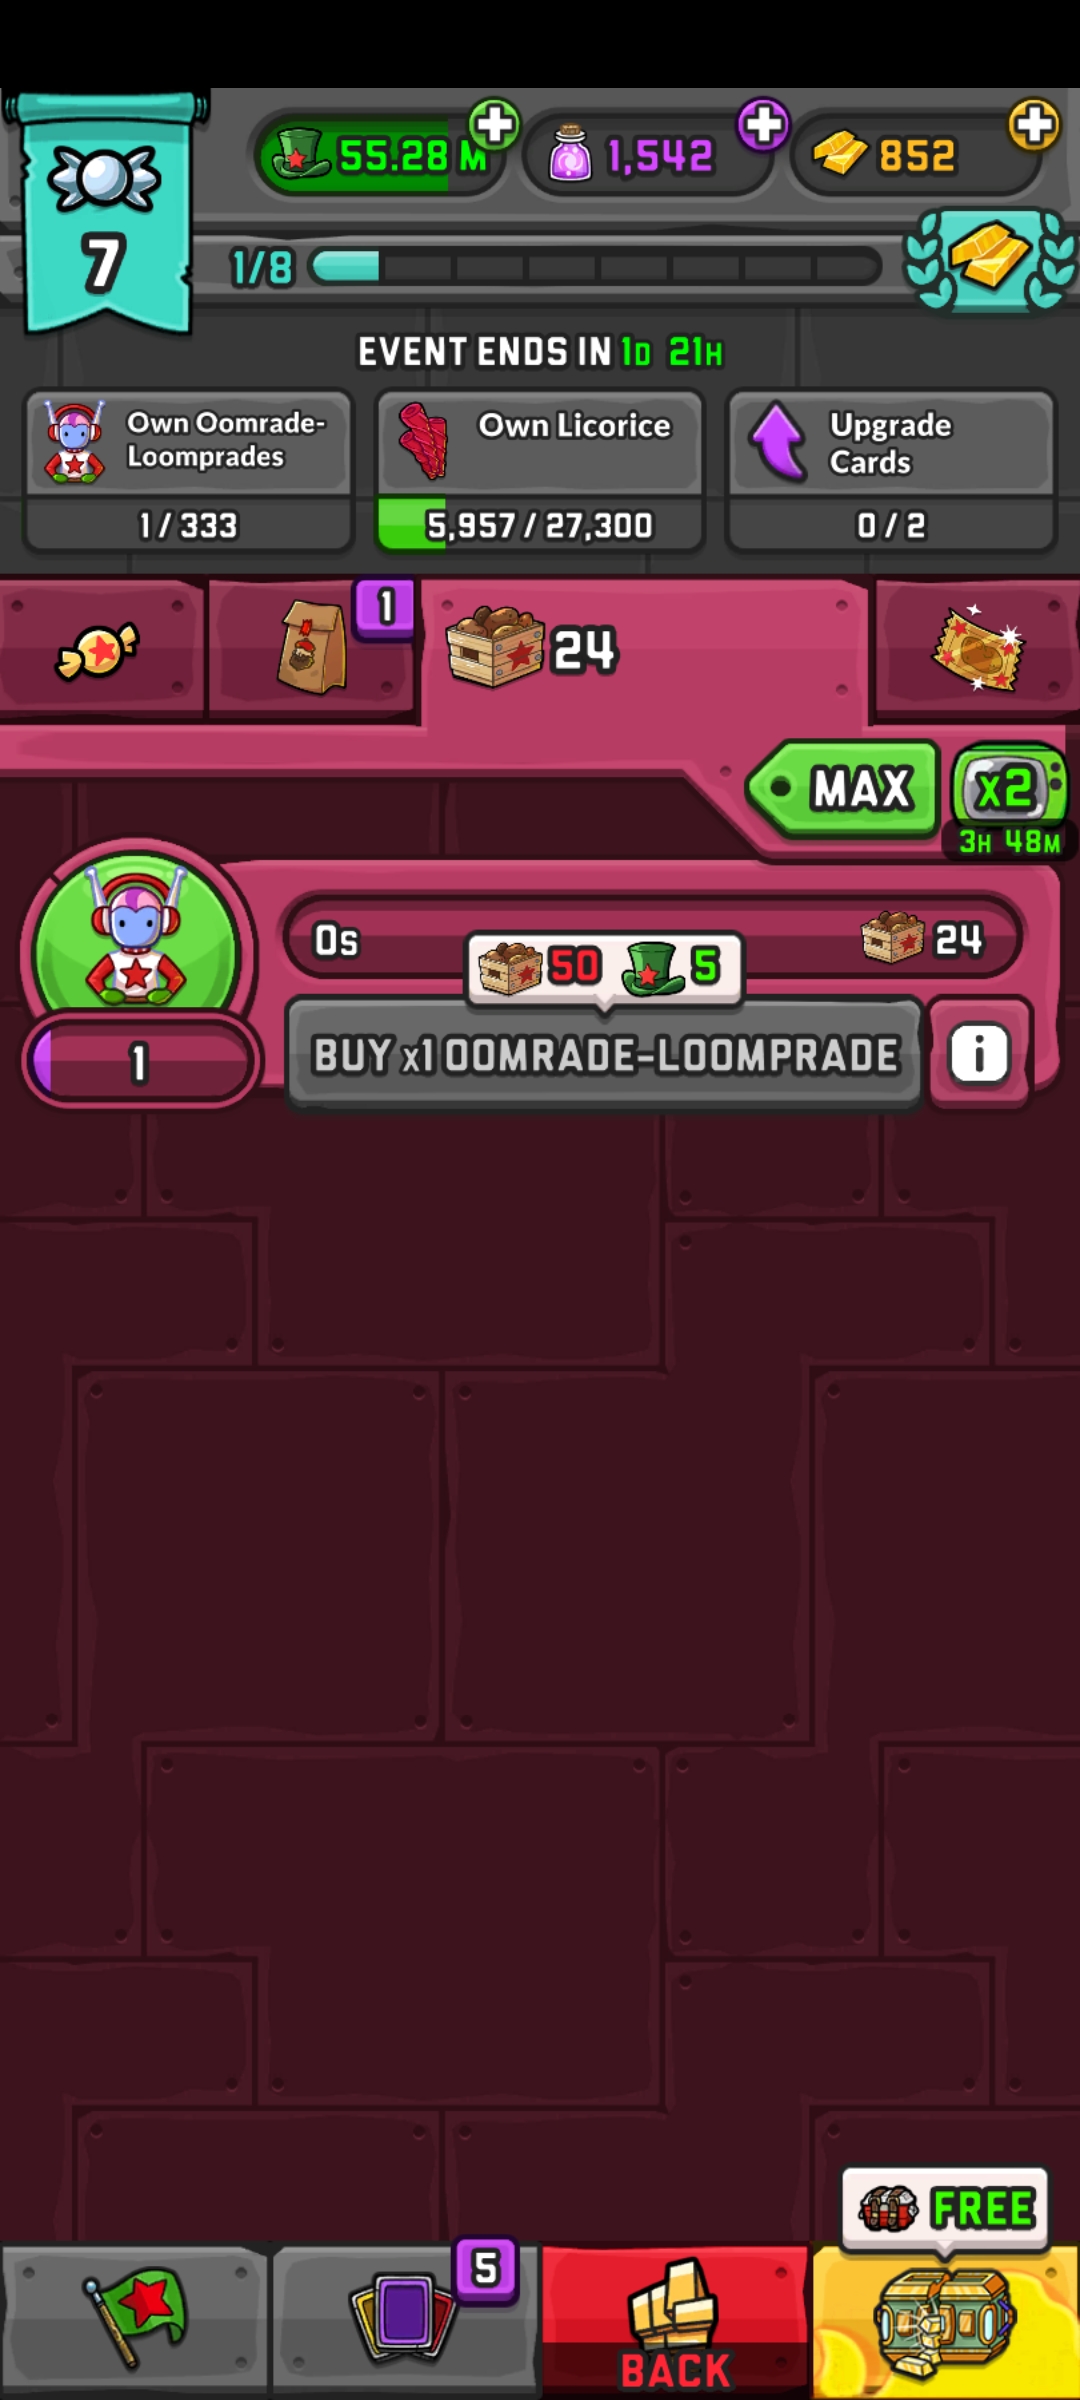 55.28 M
1,542
852
7
1/8
EVENT ENDS IN 1D 21H
Own Oomrade-
Loomprades
1 / 333
Own Licorice
5,957 / 27,300
Upgrade
Cards
0 / 2
1
24
MAX
x2
3H 48M
0s
24
50
5
1
BUY x1 OOMRADE-LOOMPRADE
i
FREE
5
BACK